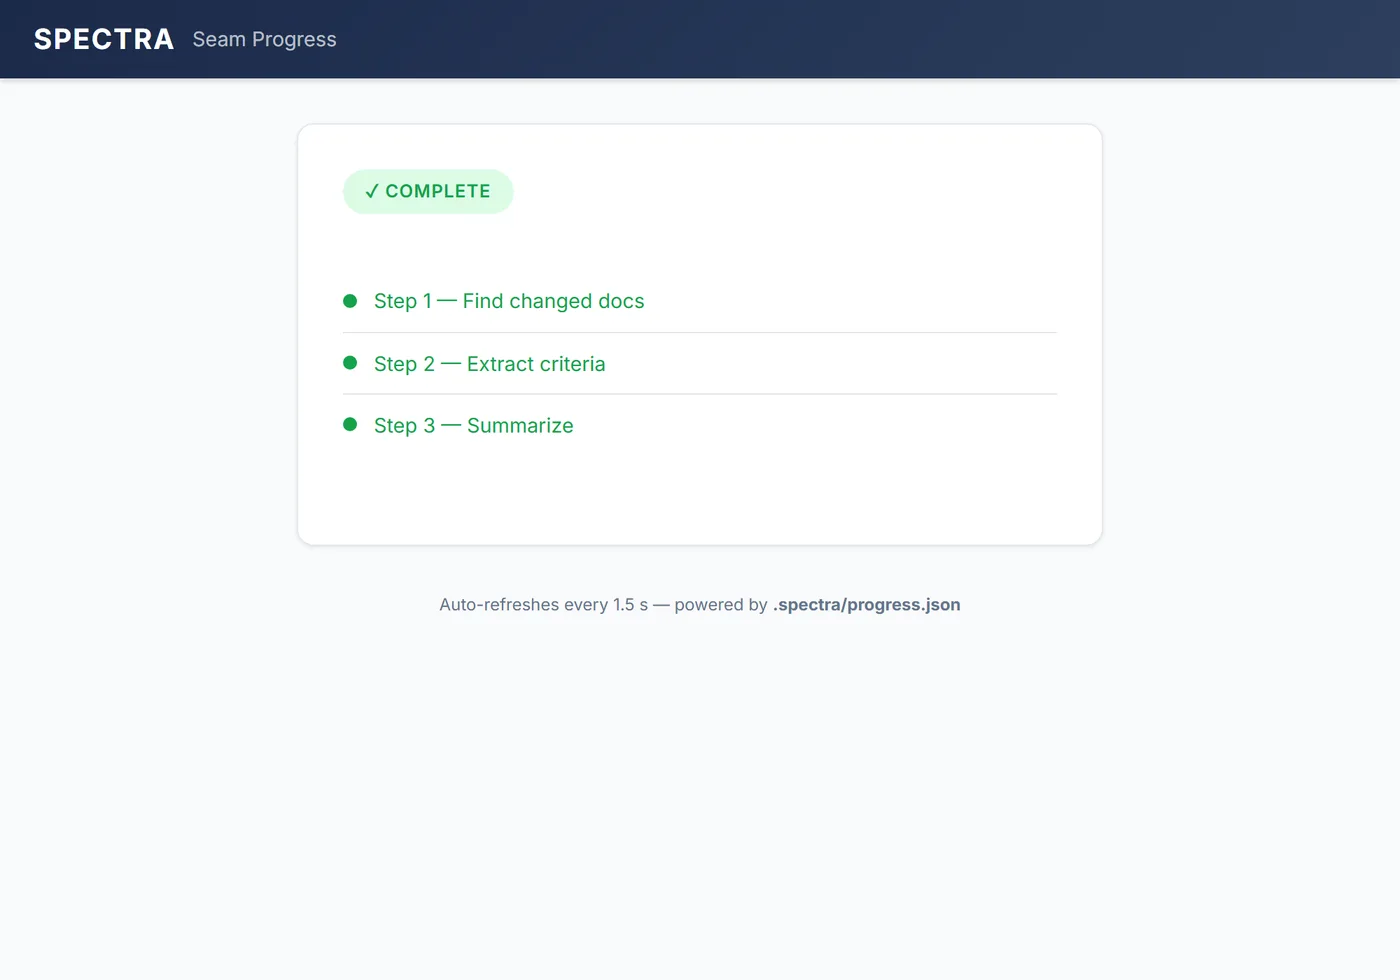 SPECTRA Seam Progress
✓ COMPLETE
Step 1 — Find changed docs
Step 2 — Extract criteria
Step 3 — Summarize
Auto-refreshes every 1.5 s — powered by .spectra/progress.json